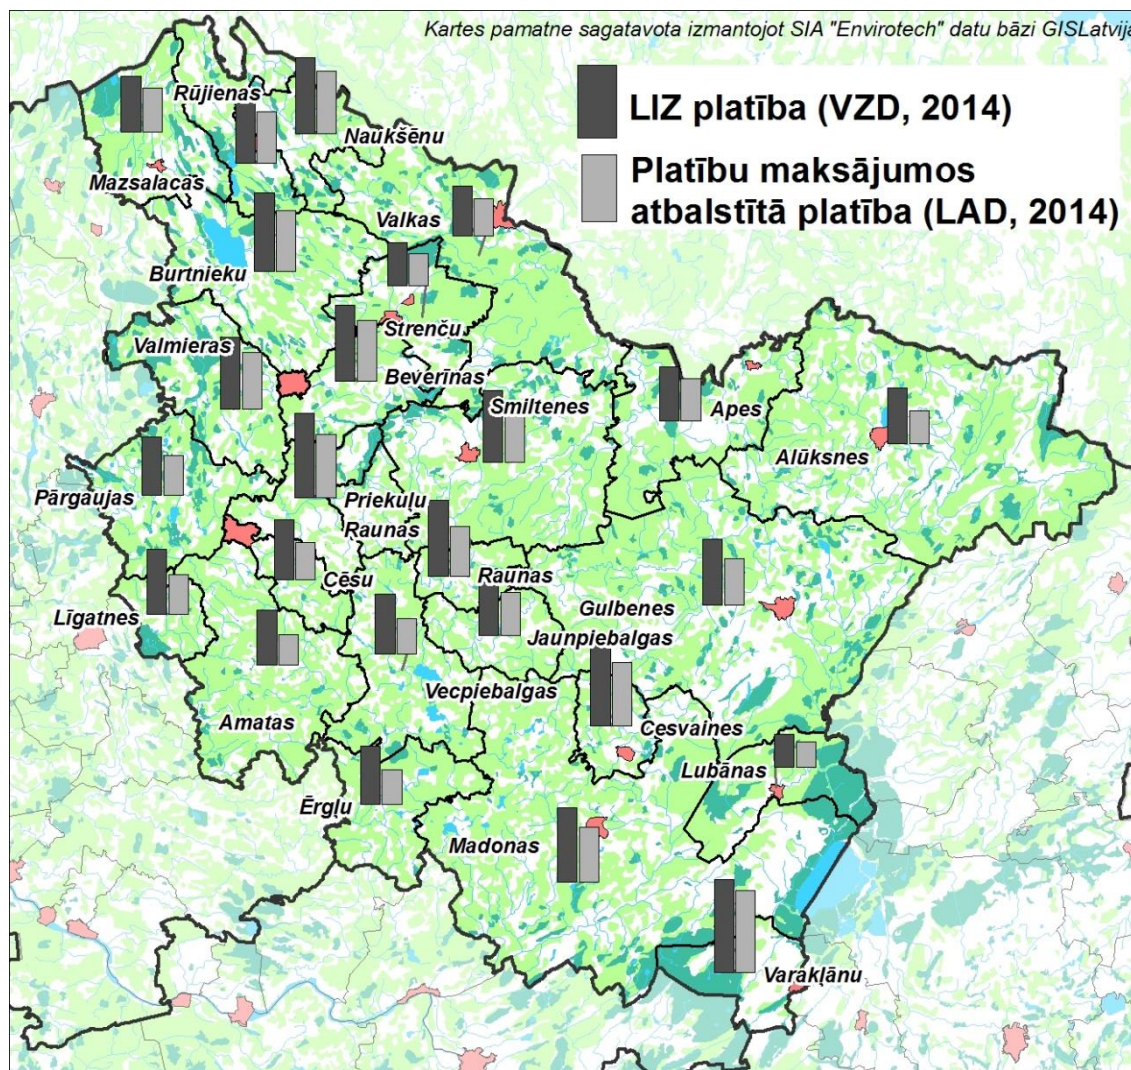 Kartes pamatne sagatavota izmantojot SIA "Envirotech" datu bāzi GISLatvija
LIZ platība (VZD, 2014)
Platību maksājumos
atbalstītā platība (LAD, 2014)
Rūjienas
Naukšēnu
Mazsalacas
Valkas
Burtnieku
Strenču
Valmieras
Beverīnas
Smiltenes
Apes
Alūksnes
Pārgaujas
Priekuļu
Raunas
Cēsu
Raunas
Līgatnes
Gulbenes
Jaunpiebalgas
Vecpiebalgas
Amatas
Cesvaines
Lubānas
Ērgļu
Madonas
Varakļānu